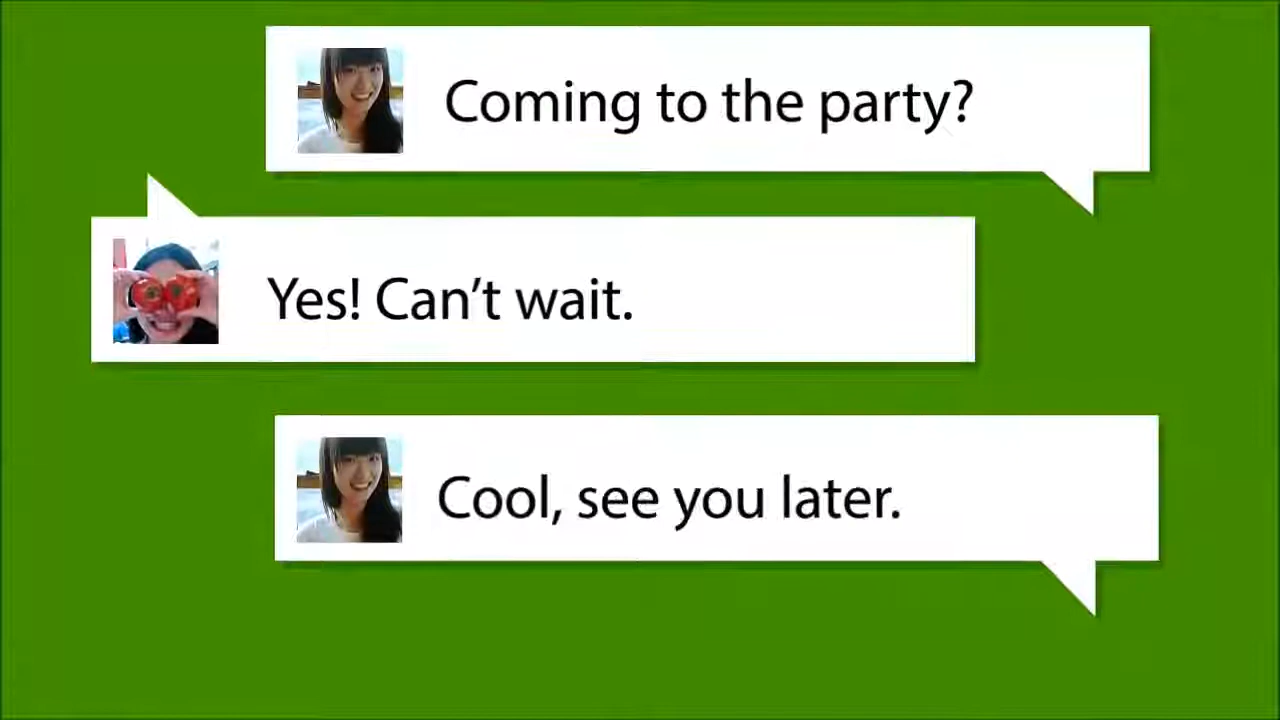 Coming to the party?
Yes! Can’t wait.
Cool, see you later.